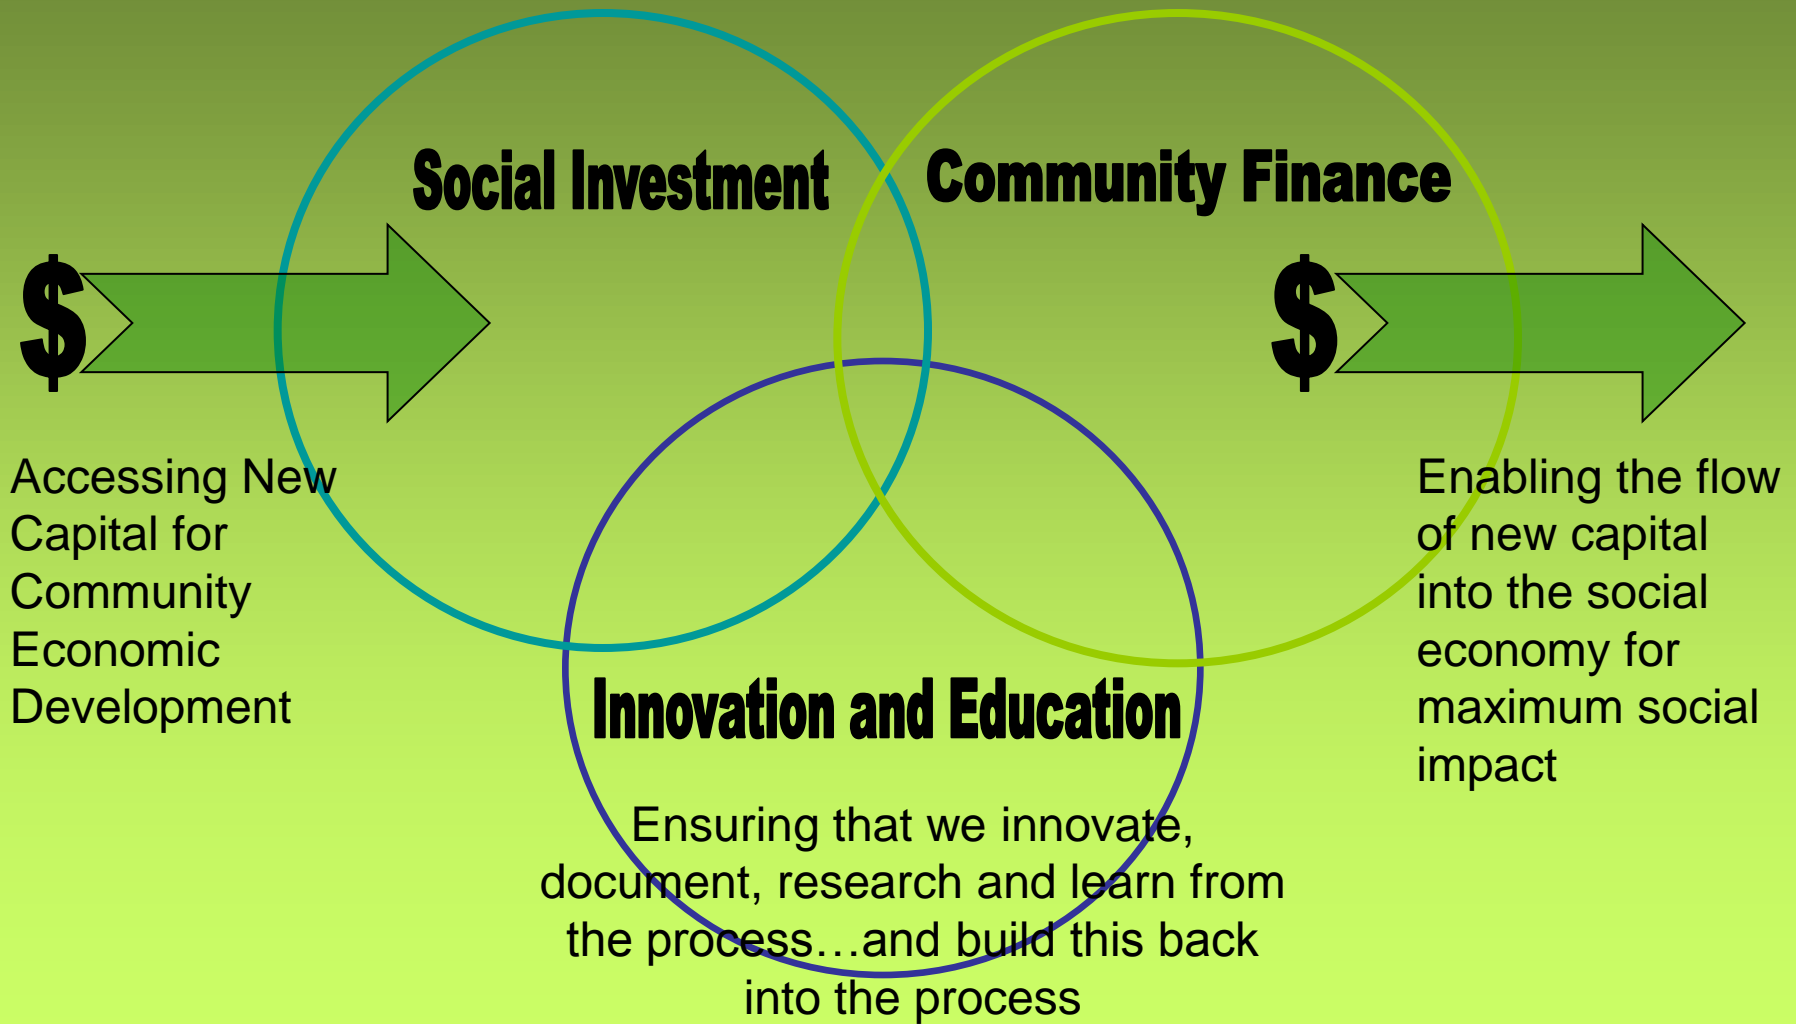 Social Investment
Community Finance
$
$
Accessing New
Capital for
Community
Economic
Development
Enabling the flow
of new capital
into the social
economy for
maximum social
impact
Innovation and Education
Ensuring that we innovate,
document, research and learn from
the process…and build this back
into the process